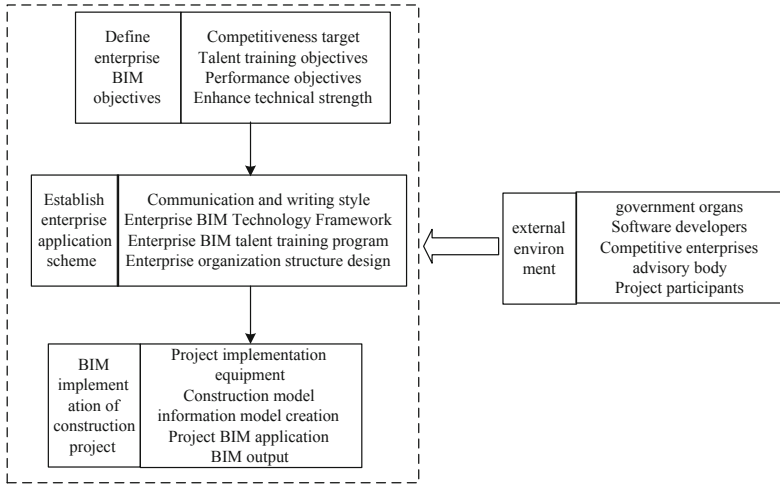 Define
enterprise
BIM
objectives
Competitiveness target
Talent training objectives
Performance objectives
Enhance technical strength
Establish
enterprise
application
scheme
Communication and writing style
Enterprise BIM Technology Framework
Enterprise BIM talent training program
Enterprise organization structure design
BIM
implement
ation of
construction
project
Project implementation
equipment
Construction model
information model creation
Project BIM application
BIM output
external
environ
ment
government organs
Software developers
Competitive enterprises
advisory body
Project participants